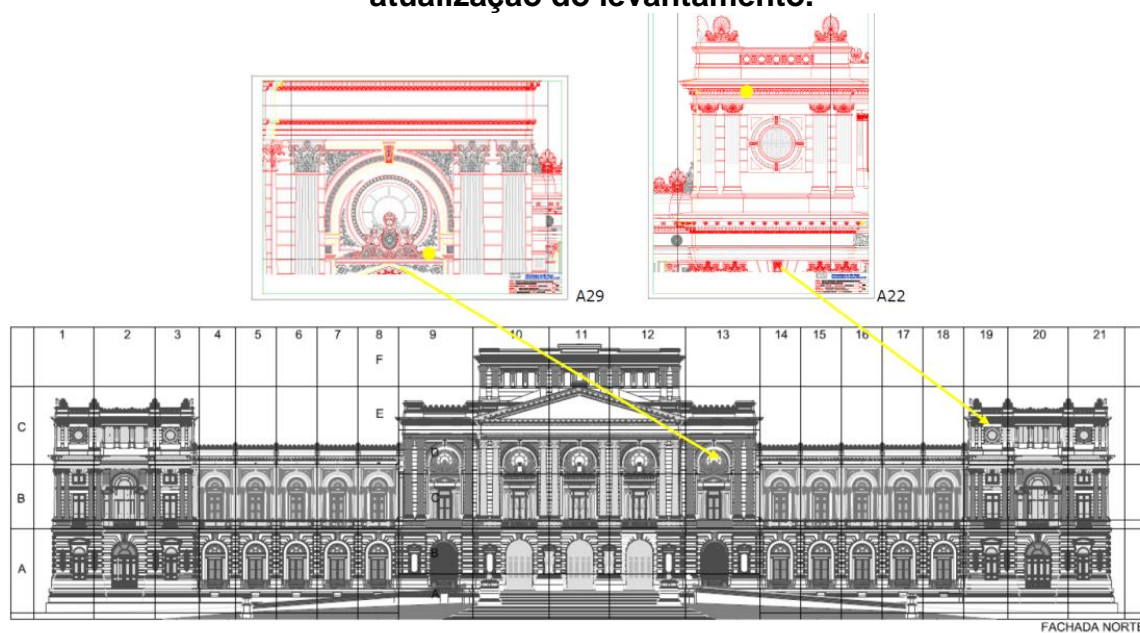 atualização do levantamento.
A29
A22
1 2 3 4 5 6 7 8 9 10 11 12 13 14 15 16 17 18 19 20 21
F
E
C
D
B
C
B
A
A
FACHADA NORTE